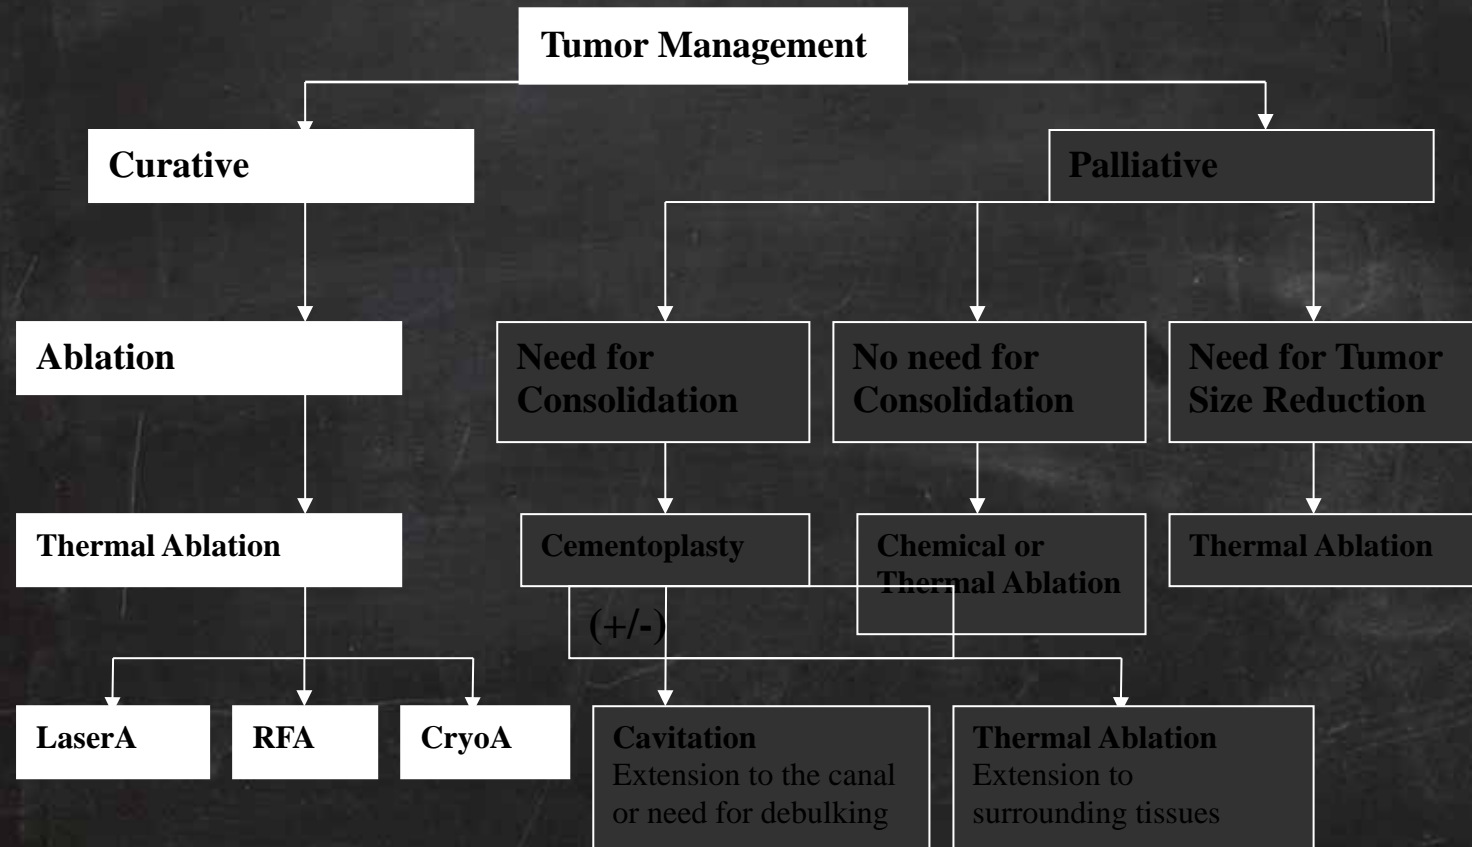 Tumor Management
Curative
Palliative
Ablation
Need for
Consolidation
No need for
Consolidation
Need for Tumor
Size Reduction
Thermal Ablation
Cementoplasty
Chemical or
Thermal Ablation
Thermal Ablation
(+/-)
LaserA
RFA
CryoA
Cavitation
Extension to the canal
or need for debulking
Thermal Ablation
Extension to
surrounding tissues